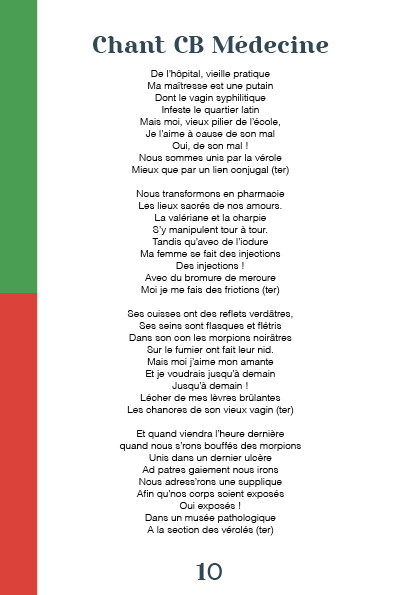 Chant CB Médecine
De l'hôpital, vieille pratique
Ma maîtresse est une putain
Dont le vagin syphilitique
Infeste le quartier latin
Mais moi, vieux pilier de l'école,
Je l'aime à cause de son mal
Oui, de son mal !
Nous sommes unis par la vérole
Mieux que par un lien conjugal (ter)
Nous transformons en pharmacie
Les lieux sacrés de nos amours.
La valériane et la charpie
S'y manipulent tour à tour.
Tandis qu'avec de l'iodure
Ma femme se fait des injections
Des injections !
Avec du bromure de mercure
Moi je me fais des frictions (ter)
Ses cuisses ont des reflets verdâtres,
Ses seins sont flasques et flétris
Dans son con les morpions noirâtres
Sur le fumier ont fait leur nid.
Mais moi j'aime mon amante
Et je voudrais jusqu'à demain
Jusqu'à demain !
Lécher de mes lèvres brûlantes
Les chancres de son vieux vagin (ter)
Et quand viendra l'heure dernière
quand nous s'rons bouffés des morpions
Unis dans un dernier ulcère
Ad patres gaiement nous irons
Nous adress'rons une supplique
Afin qu'nos corps soient exposés
Oui exposés !
Dans un musée pathologique
A la section des vérolés (ter)
10